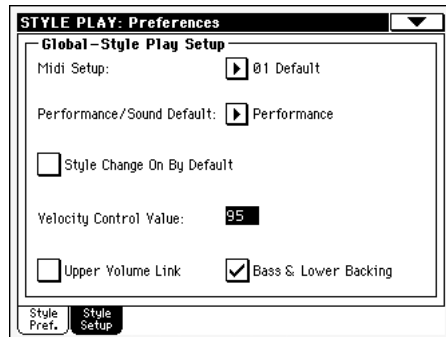 STYLE PLAY: Preferences
Global-Style Play Setup
Midi Setup: 01 Default
Performance/Sound Default: Performance
Style Change On By Default
Velocity Control Value: 95
Upper Volume Link Bass & Lower Backing
Style Pref. Style Setup